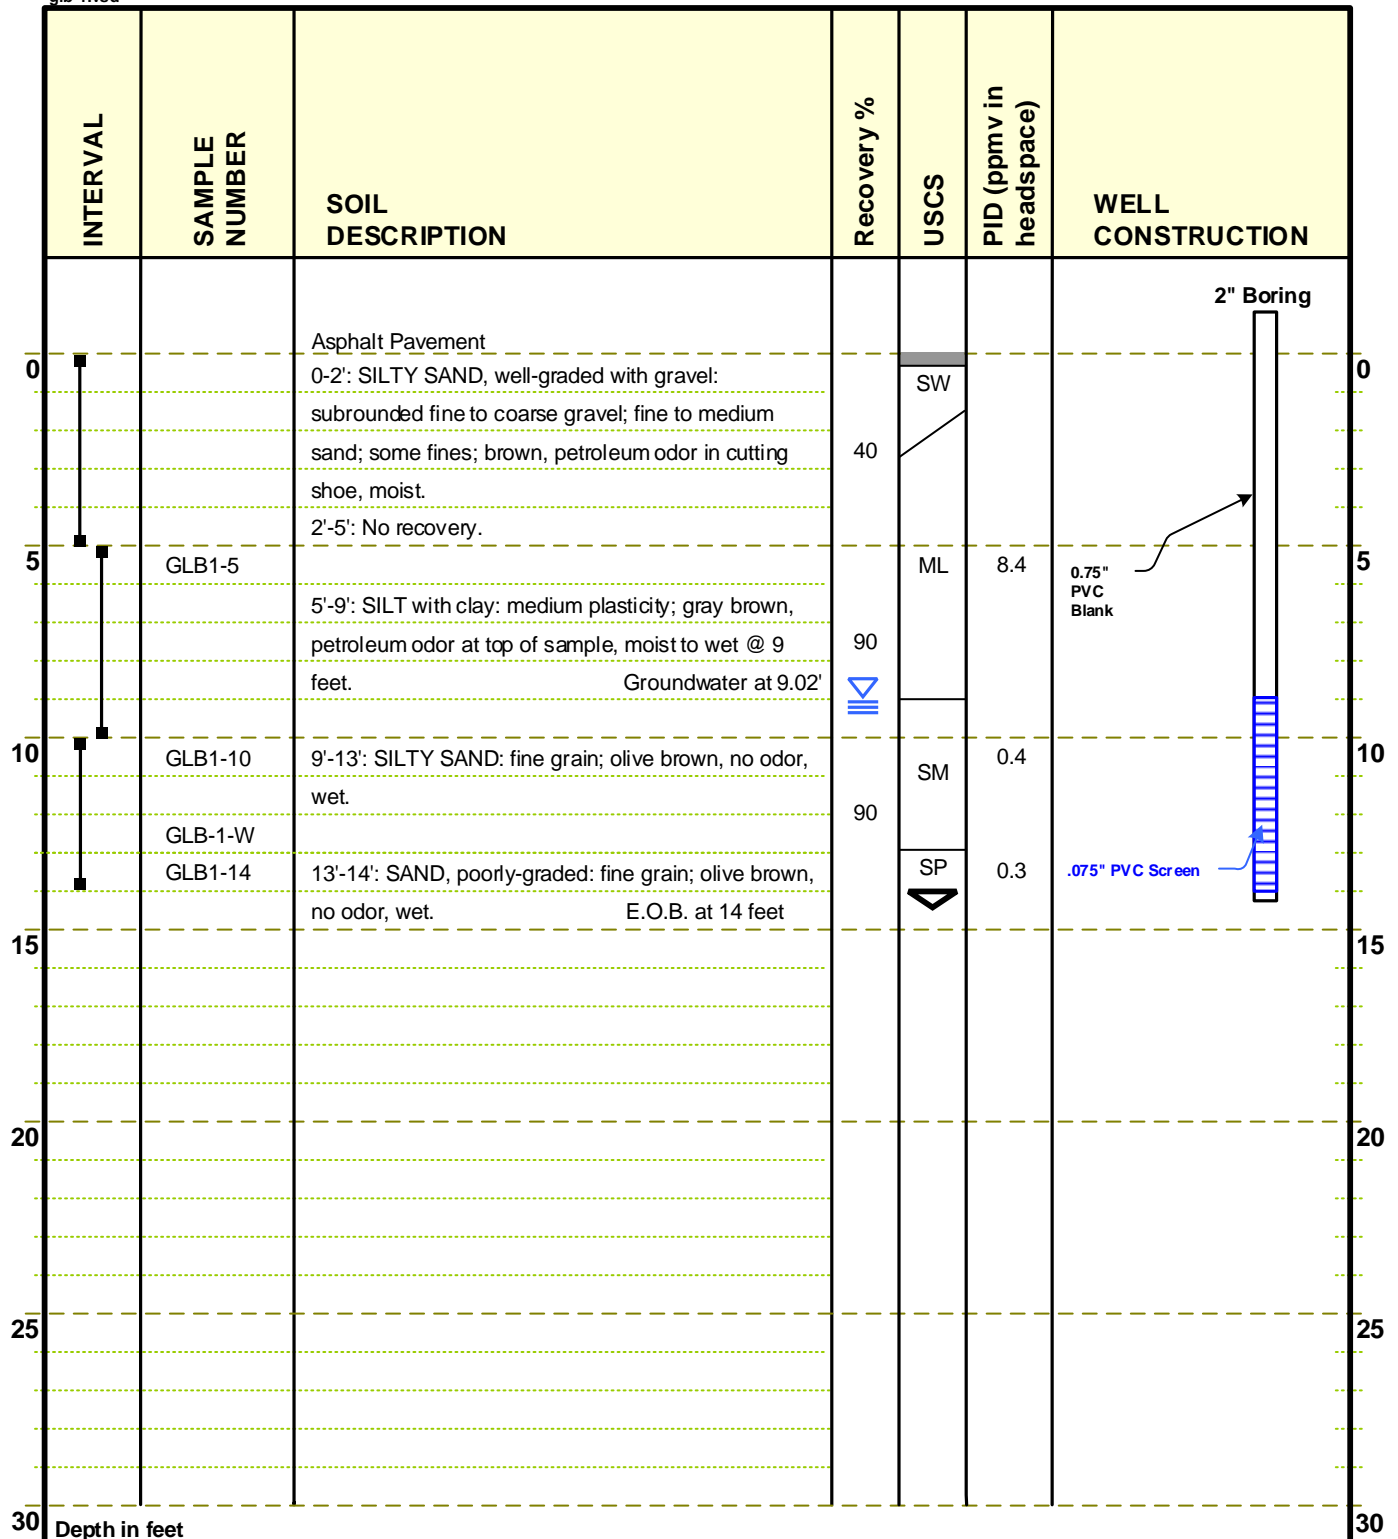 INTERVAL
SAMPLE
NUMBER
SOIL
DESCRIPTION
Recovery %
USCS
PID (ppmv in
headspace)
WELL
CONSTRUCTION
2" Boring
Asphalt Pavement
0
0-2': SILTY SAND, well-graded with gravel:
SW
0
subrounded fine to coarse gravel; fine to medium
sand; some fines; brown, petroleum odor in cutting
40
shoe, moist.
2'-5': No recovery.
5
GLB1-5
ML
8.4
5
0.75"
PVC
Blank
5'-9': SILT with clay: medium plasticity; gray brown,
petroleum odor at top of sample, moist to wet @ 9
90
feet. Groundwater at 9.02'
10
GLB1-10
9'-13': SILTY SAND: fine grain; olive brown, no odor,
SM
0.4
10
wet.
90
GLB-1-W
GLB1-14
13'-14': SAND, poorly-graded: fine grain; olive brown,
SP
0.3
.075" PVC Screen
no odor, wet. E.O.B. at 14 feet
15
15
20
20
25
25
30
Depth in feet
30